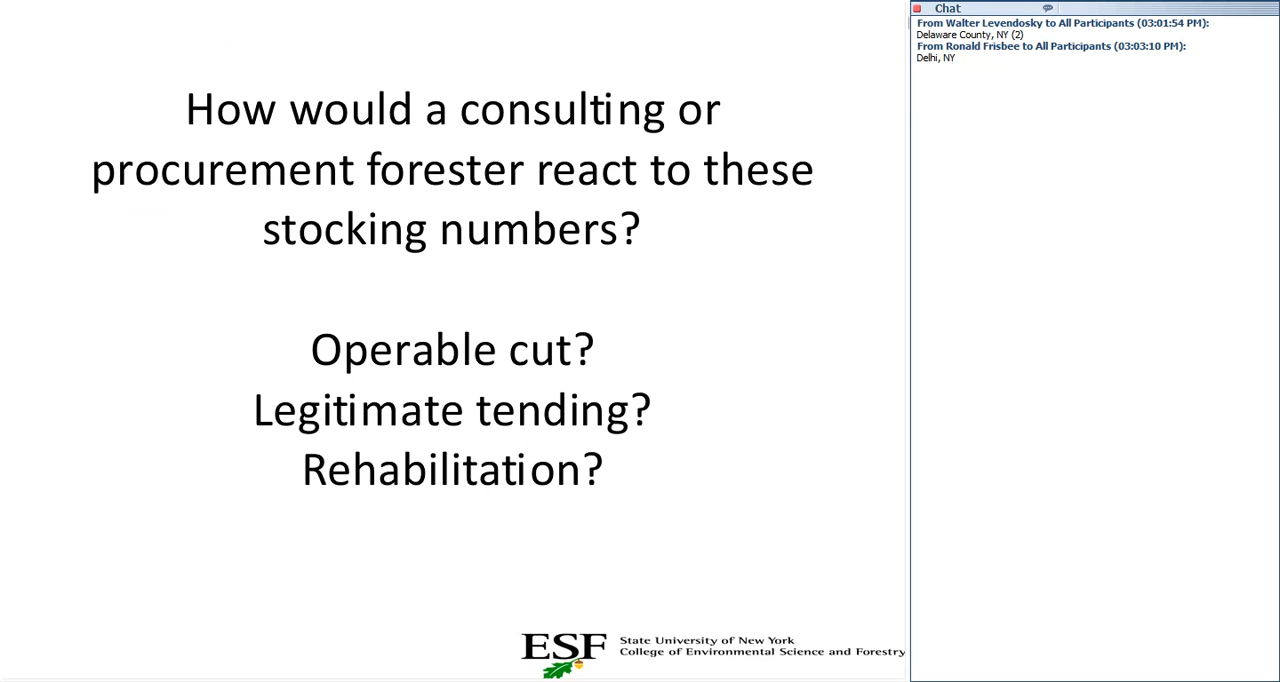 How would a consulting or
procurement forester react to these
stocking numbers?
Operable cut?
Legitimate tending?
Rehabilitation?
ESF
State University of New York
College of Environmental Science and Forestry
Chat
From Walter Levendosky to All Participants (03:01:54 PM):
Delaware County, NY (2)
From Ronald Frisbee to All Participants (03:03:10 PM):
Delhi, NY